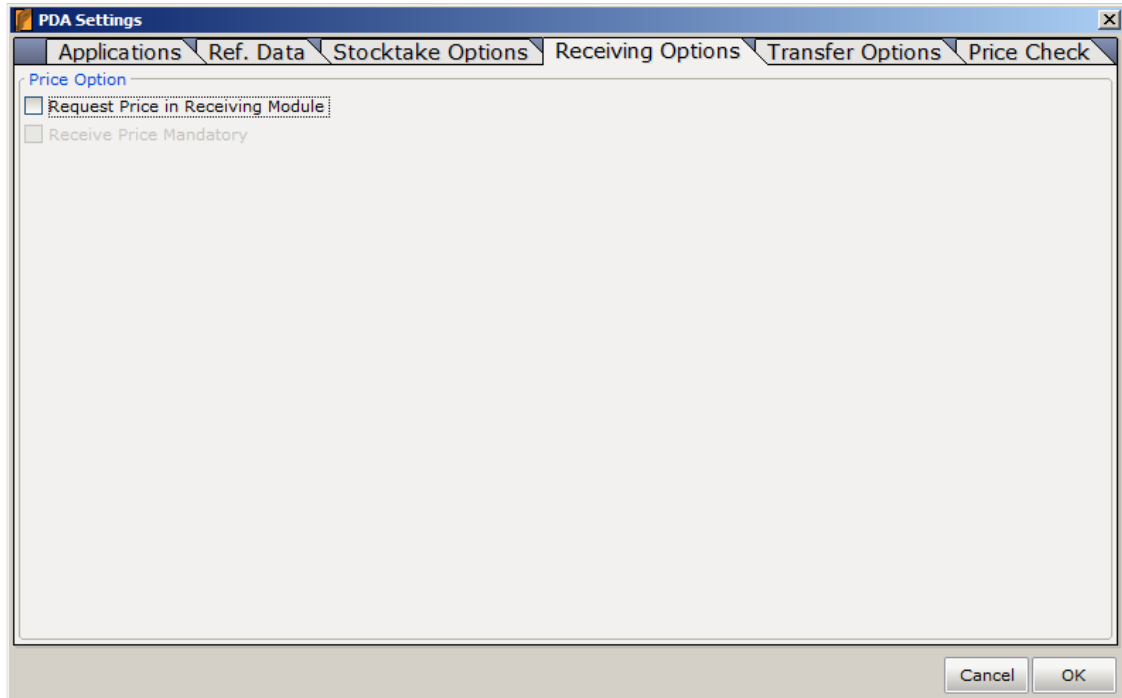 PDA Settings
Applications Ref. Data Stocktake Options Receiving Options Transfer Options Price Check
Price Option
Request Price in Receiving Module
Receive Price Mandatory
Cancel OK